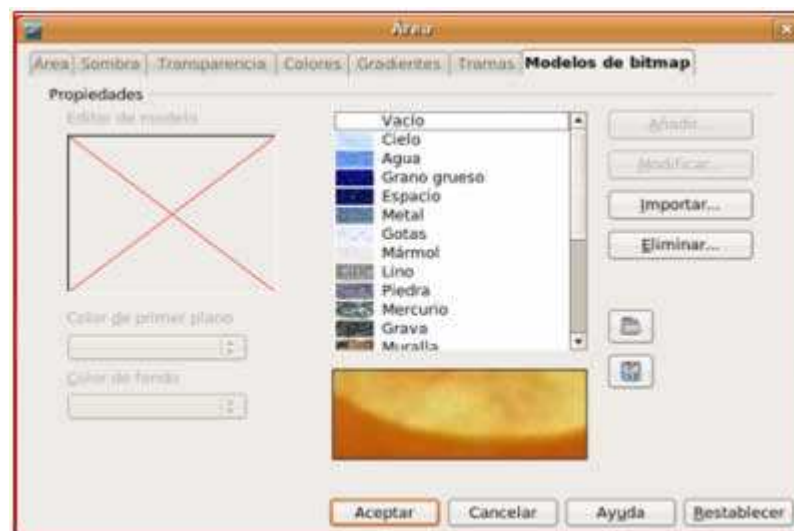 Área
Área Sombra Transparencia Colores Gradientes Tramas Modelos de bitmap
Propiedades
Editor de modelo
Vacío
Cielo
Agua
Grano grueso
Espacio
Metal
Gotas
Mármol
Lino
Piedra
Mercurio
Grava
Muralla
Añadir...
Modificar...
Importar...
Eliminar...
Color de primer plano
Color de fondo
Aceptar Cancelar Ayuda Restablecer